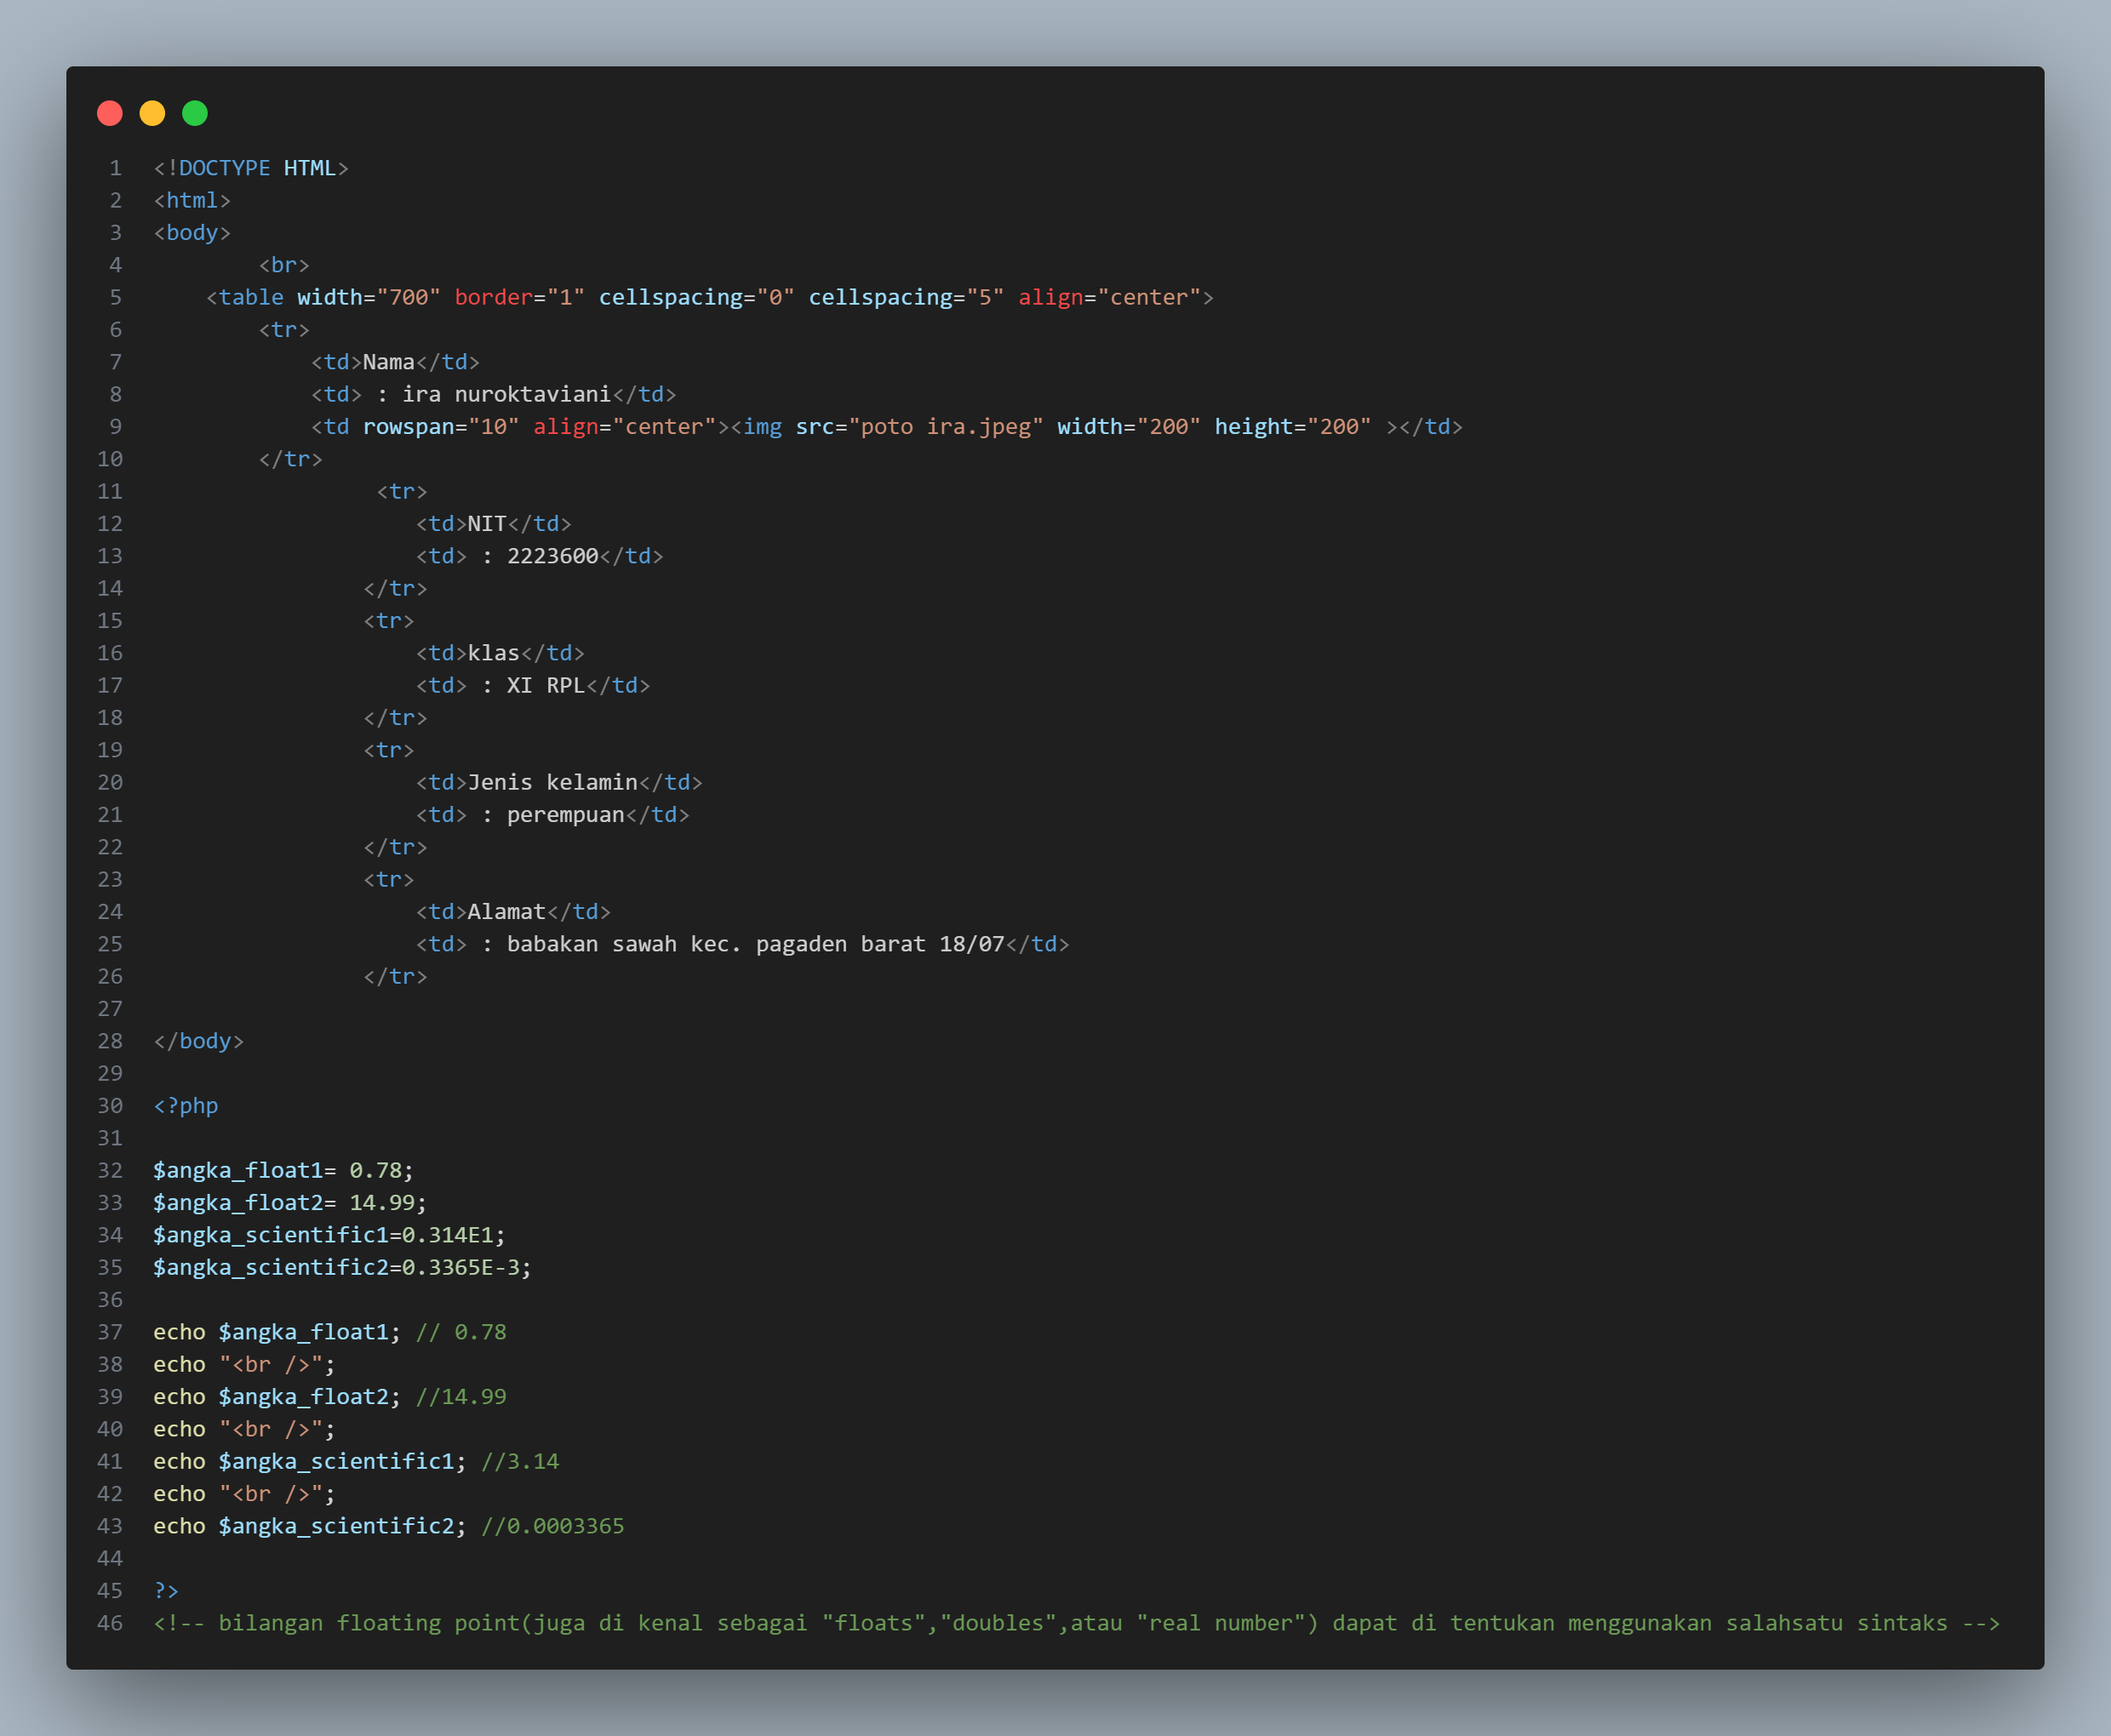 1 <!DOCTYPE HTML>
2 <html>
3 <body>
4         <br>
5     <table width="700" border="1" cellspacing="0" cellspacing="5" align="center">
6         <tr>
7             <td>Nama</td>
8             <td> : ira nuroktaviani</td>
9             <td rowspan="10" align="center"><img src="poto ira.jpeg" width="200" height="200" ></td>
10         </tr>
11                  <tr>
12                     <td>NIT</td>
13                     <td> : 2223600</td>
14                 </tr>
15                 <tr>
16                     <td>klas</td>
17                     <td> : XI RPL</td>
18                 </tr>
19                 <tr>
20                     <td>Jenis kelamin</td>
21                     <td> : perempuan</td>
22                 </tr>
23                 <tr>
24                     <td>Alamat</td>
25                     <td> : babakan sawah kec. pagaden barat 18/07</td>
26                 </tr>
27
28 </body>
29
30 <?php
31
32 $angka_float1= 0.78;
33 $angka_float2= 14.99;
34 $angka_scientific1=0.314E1;
35 $angka_scientific2=0.3365E-3;
36
37 echo $angka_float1; // 0.78
38 echo "<br />";
39 echo $angka_float2; //14.99
40 echo "<br />";
41 echo $angka_scientific1; //3.14
42 echo "<br />";
43 echo $angka_scientific2; //0.0003365
44
45 ?>
46 <!-- bilangan floating point(juga di kenal sebagai "floats","doubles",atau "real number") dapat di tentukan menggunakan salahsatu sintaks -->